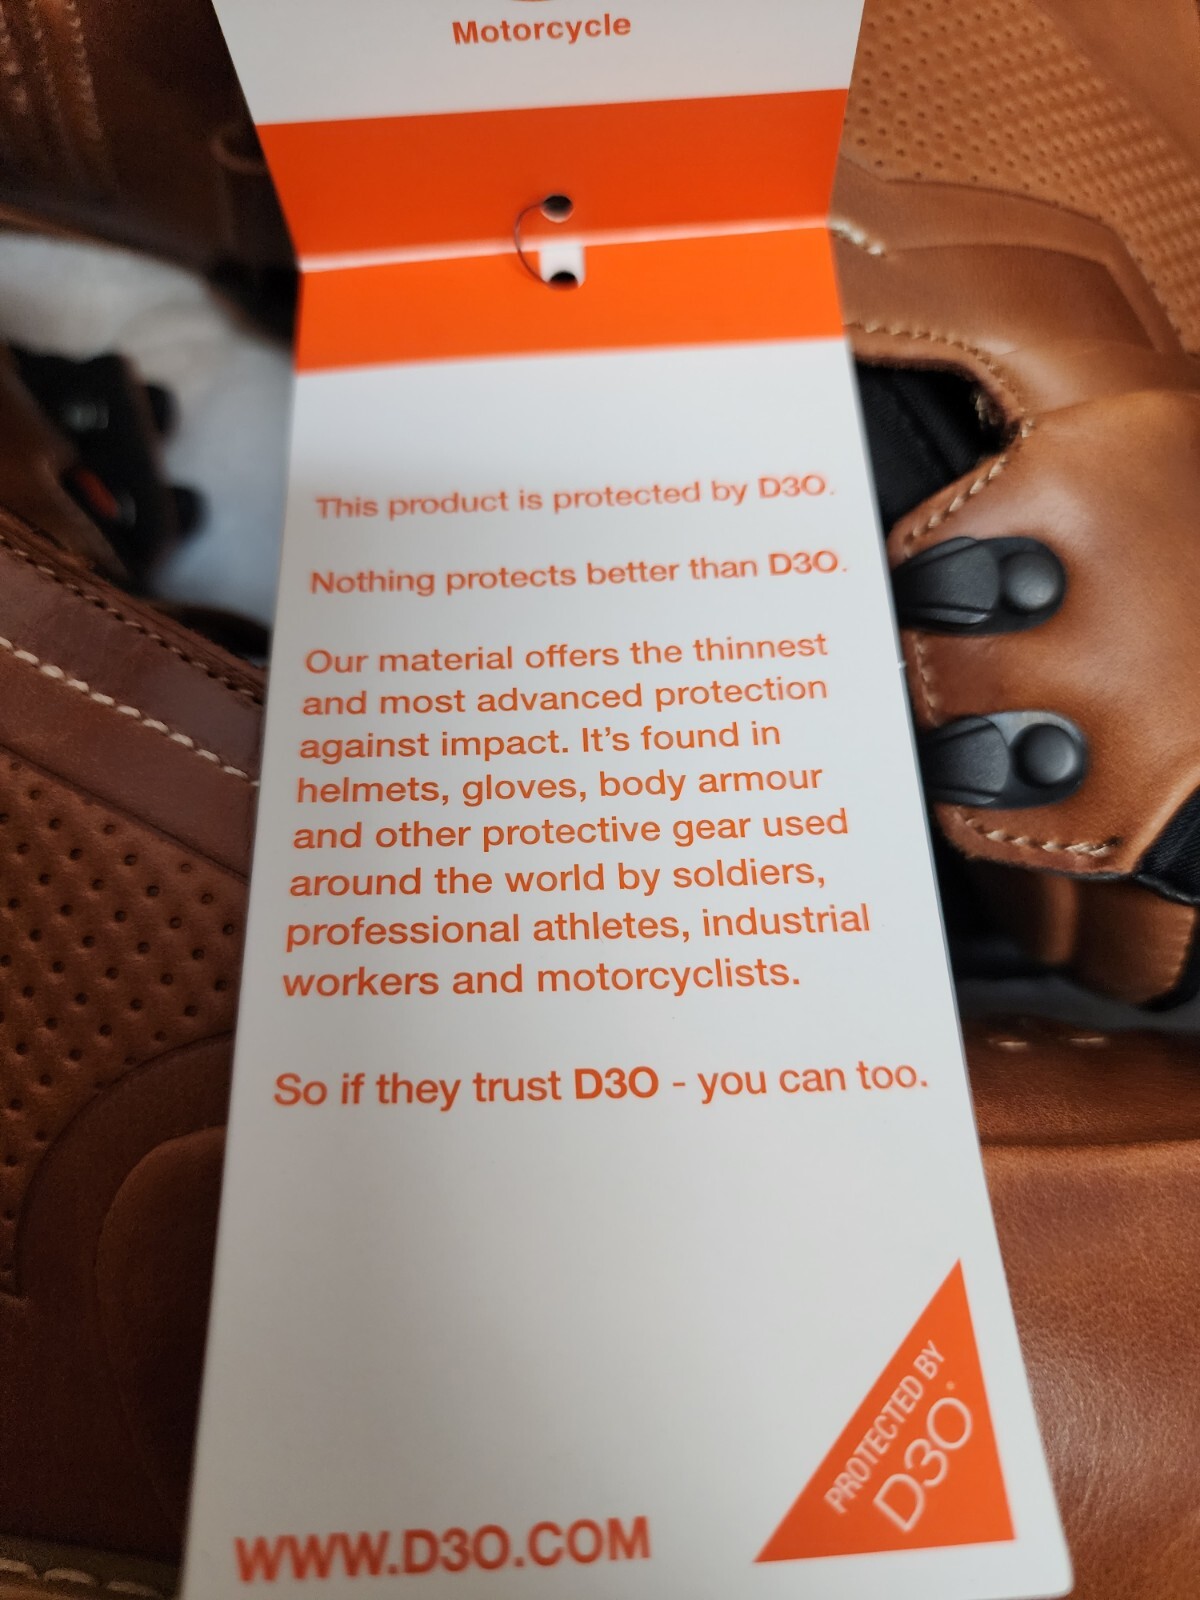 Motorcycle
This product is protected by D3O.
Nothing protects better than D3O.
Our material offers the thinnest
and most advanced protection
against impact. It's found in
helmets, gloves, body armour
and other protective gear used
around the world by soldiers,
professional athletes, industrial
workers and motorcyclists.
So if they trust D3O - you can too.
PROTECTED BY
D3O
WWW.D3O.COM